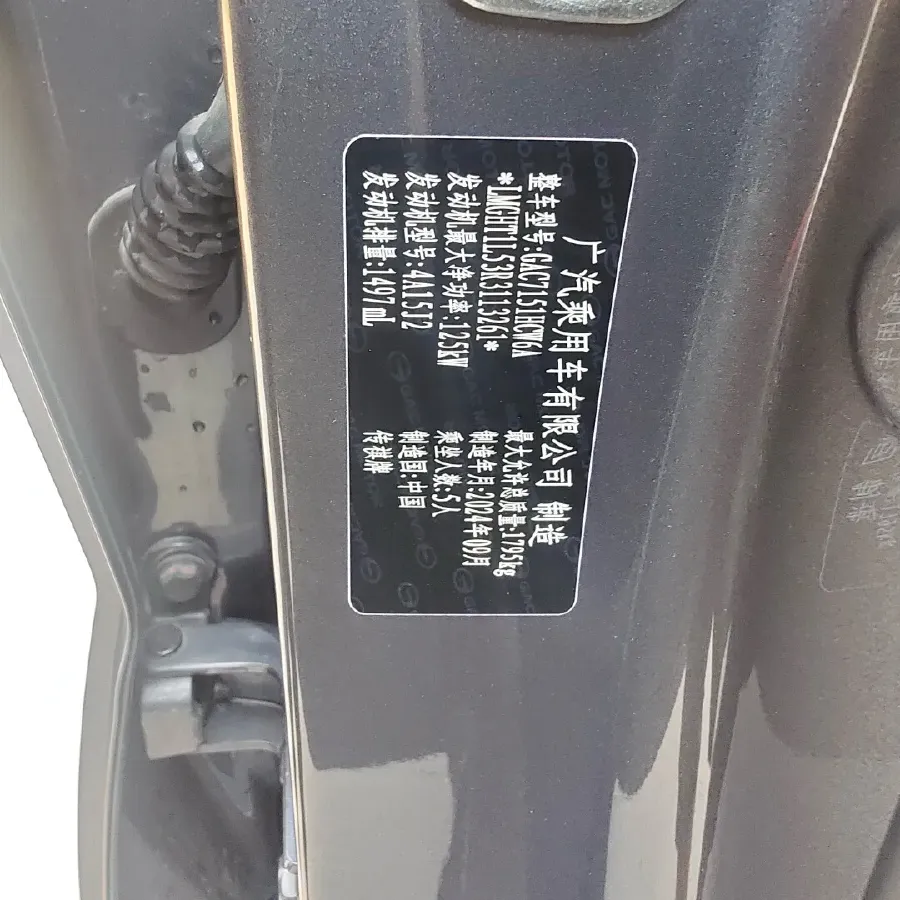 广汽乘用车有限公司 制造
整车型号:GAC7151HCW6A
*LMGHT1L53R3113261*
发动机最大净功率:125kW
发动机型号:4A15J2
发动机排量:1497mL
最大允许总质量:1795kg
制造年月:2024年09月
乘坐人数:5人
制造国:中国
传祺牌